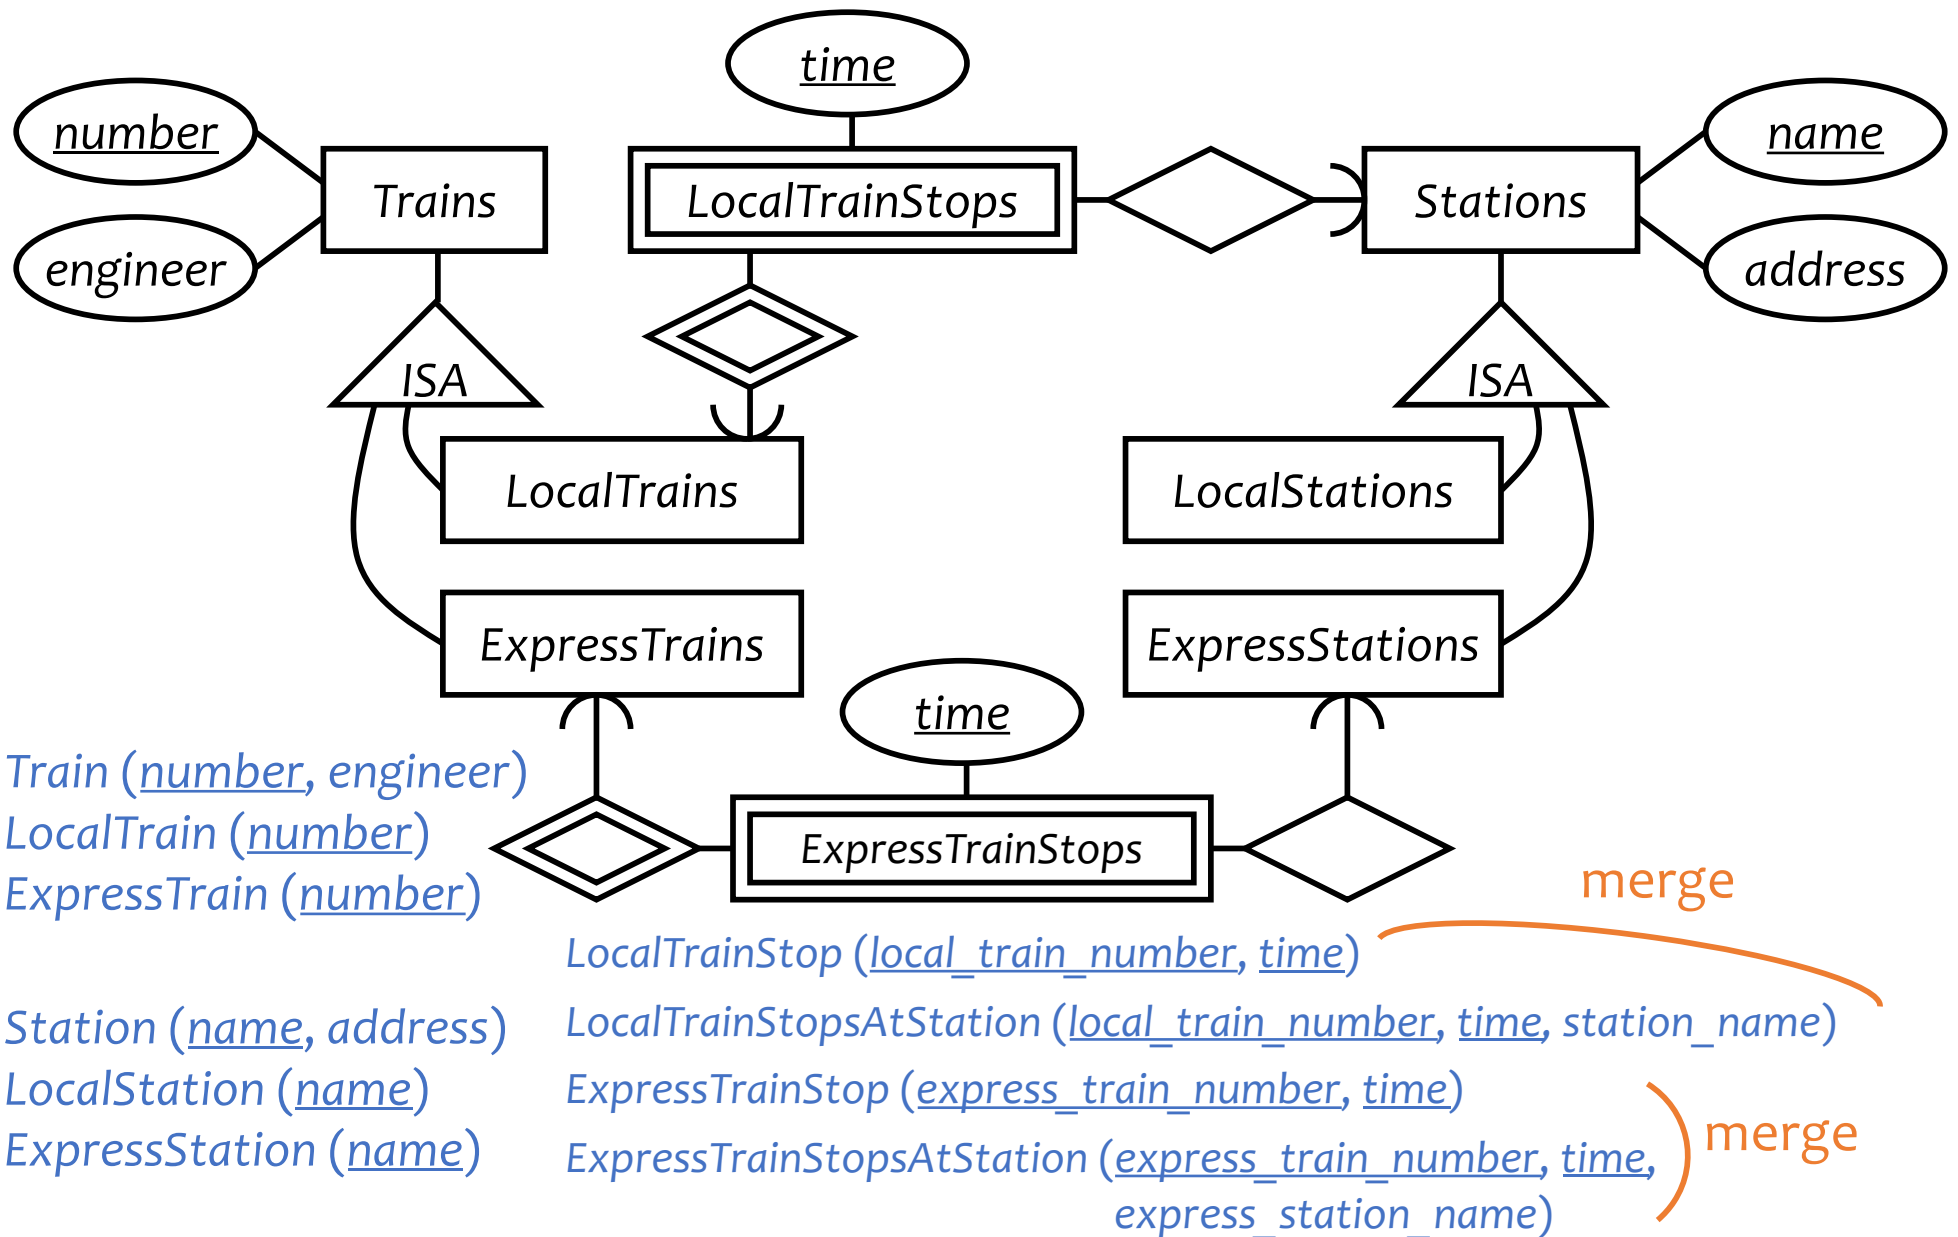 time
number
name
Trains
LocalTrainStops
Stations
engineer
address
ISA
ISA
LocalTrains
LocalStations
ExpressTrains
ExpressStations
time
ExpressTrainStops
Train (number, engineer)
LocalTrain (number)
ExpressTrain (number)
Station (name, address)
LocalStation (name)
ExpressStation (name)
merge
LocalTrainStop (local_train_number, time)
LocalTrainStopsAtStation (local_train_number, time, station_name)
ExpressTrainStop (express_train_number, time)
ExpressTrainStopsAtStation (express_train_number, time,
express_station_name)
merge